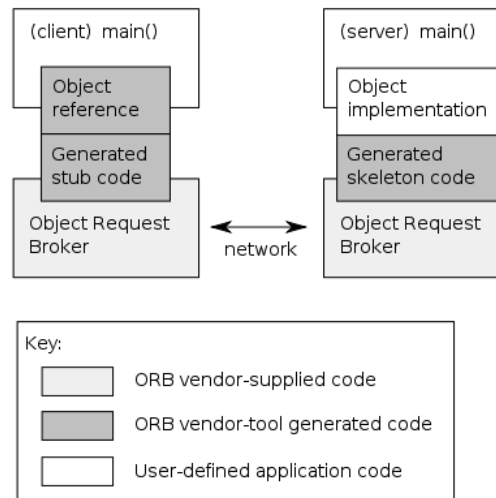 (client) main()
Object
reference
Generated
stub code
Object Request
Broker
network
(server) main()
Object
implementation
Generated
skeleton code
Object Request
Broker
Key:
ORB vendor-supplied code
ORB vendor-tool generated code
User-defined application code